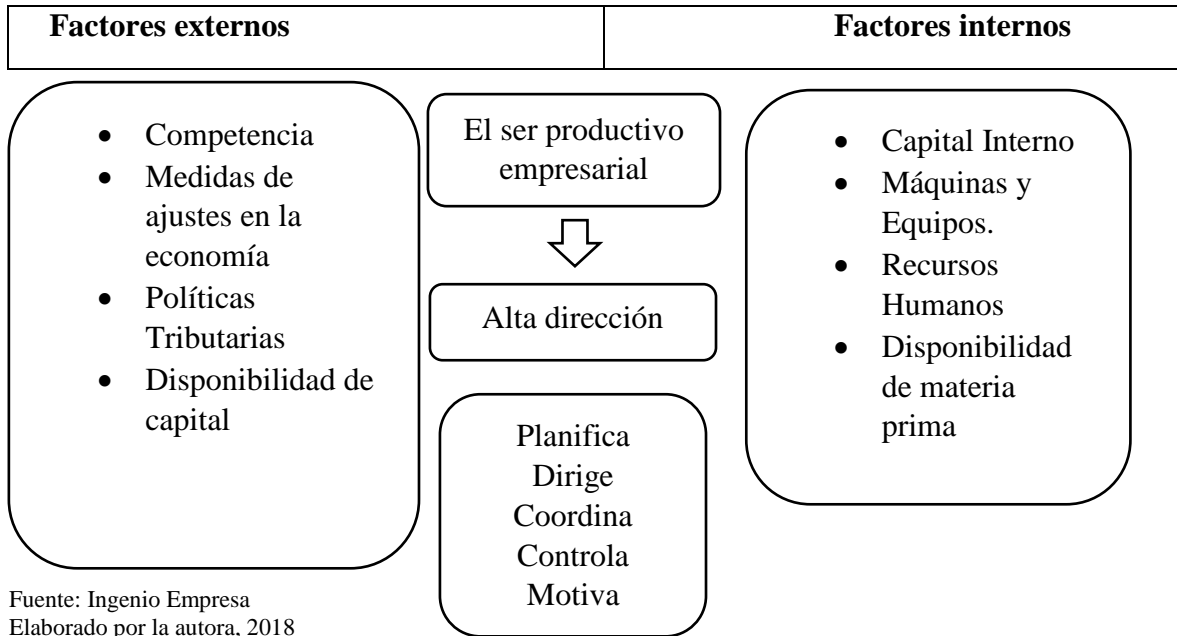 Factores externos
Factores internos
• Competencia
• Medidas de
ajustes en la
economía
• Políticas
Tributarias
• Disponibilidad de
capital
El ser productivo
empresarial
Alta dirección
Planifica
Dirige
Coordina
Controla
Motiva
• Capital Interno
• Máquinas y
Equipos.
• Recursos
Humanos
• Disponibilidad
de materia
prima
Fuente: Ingenio Empresa
Elaborado por la autora, 2018